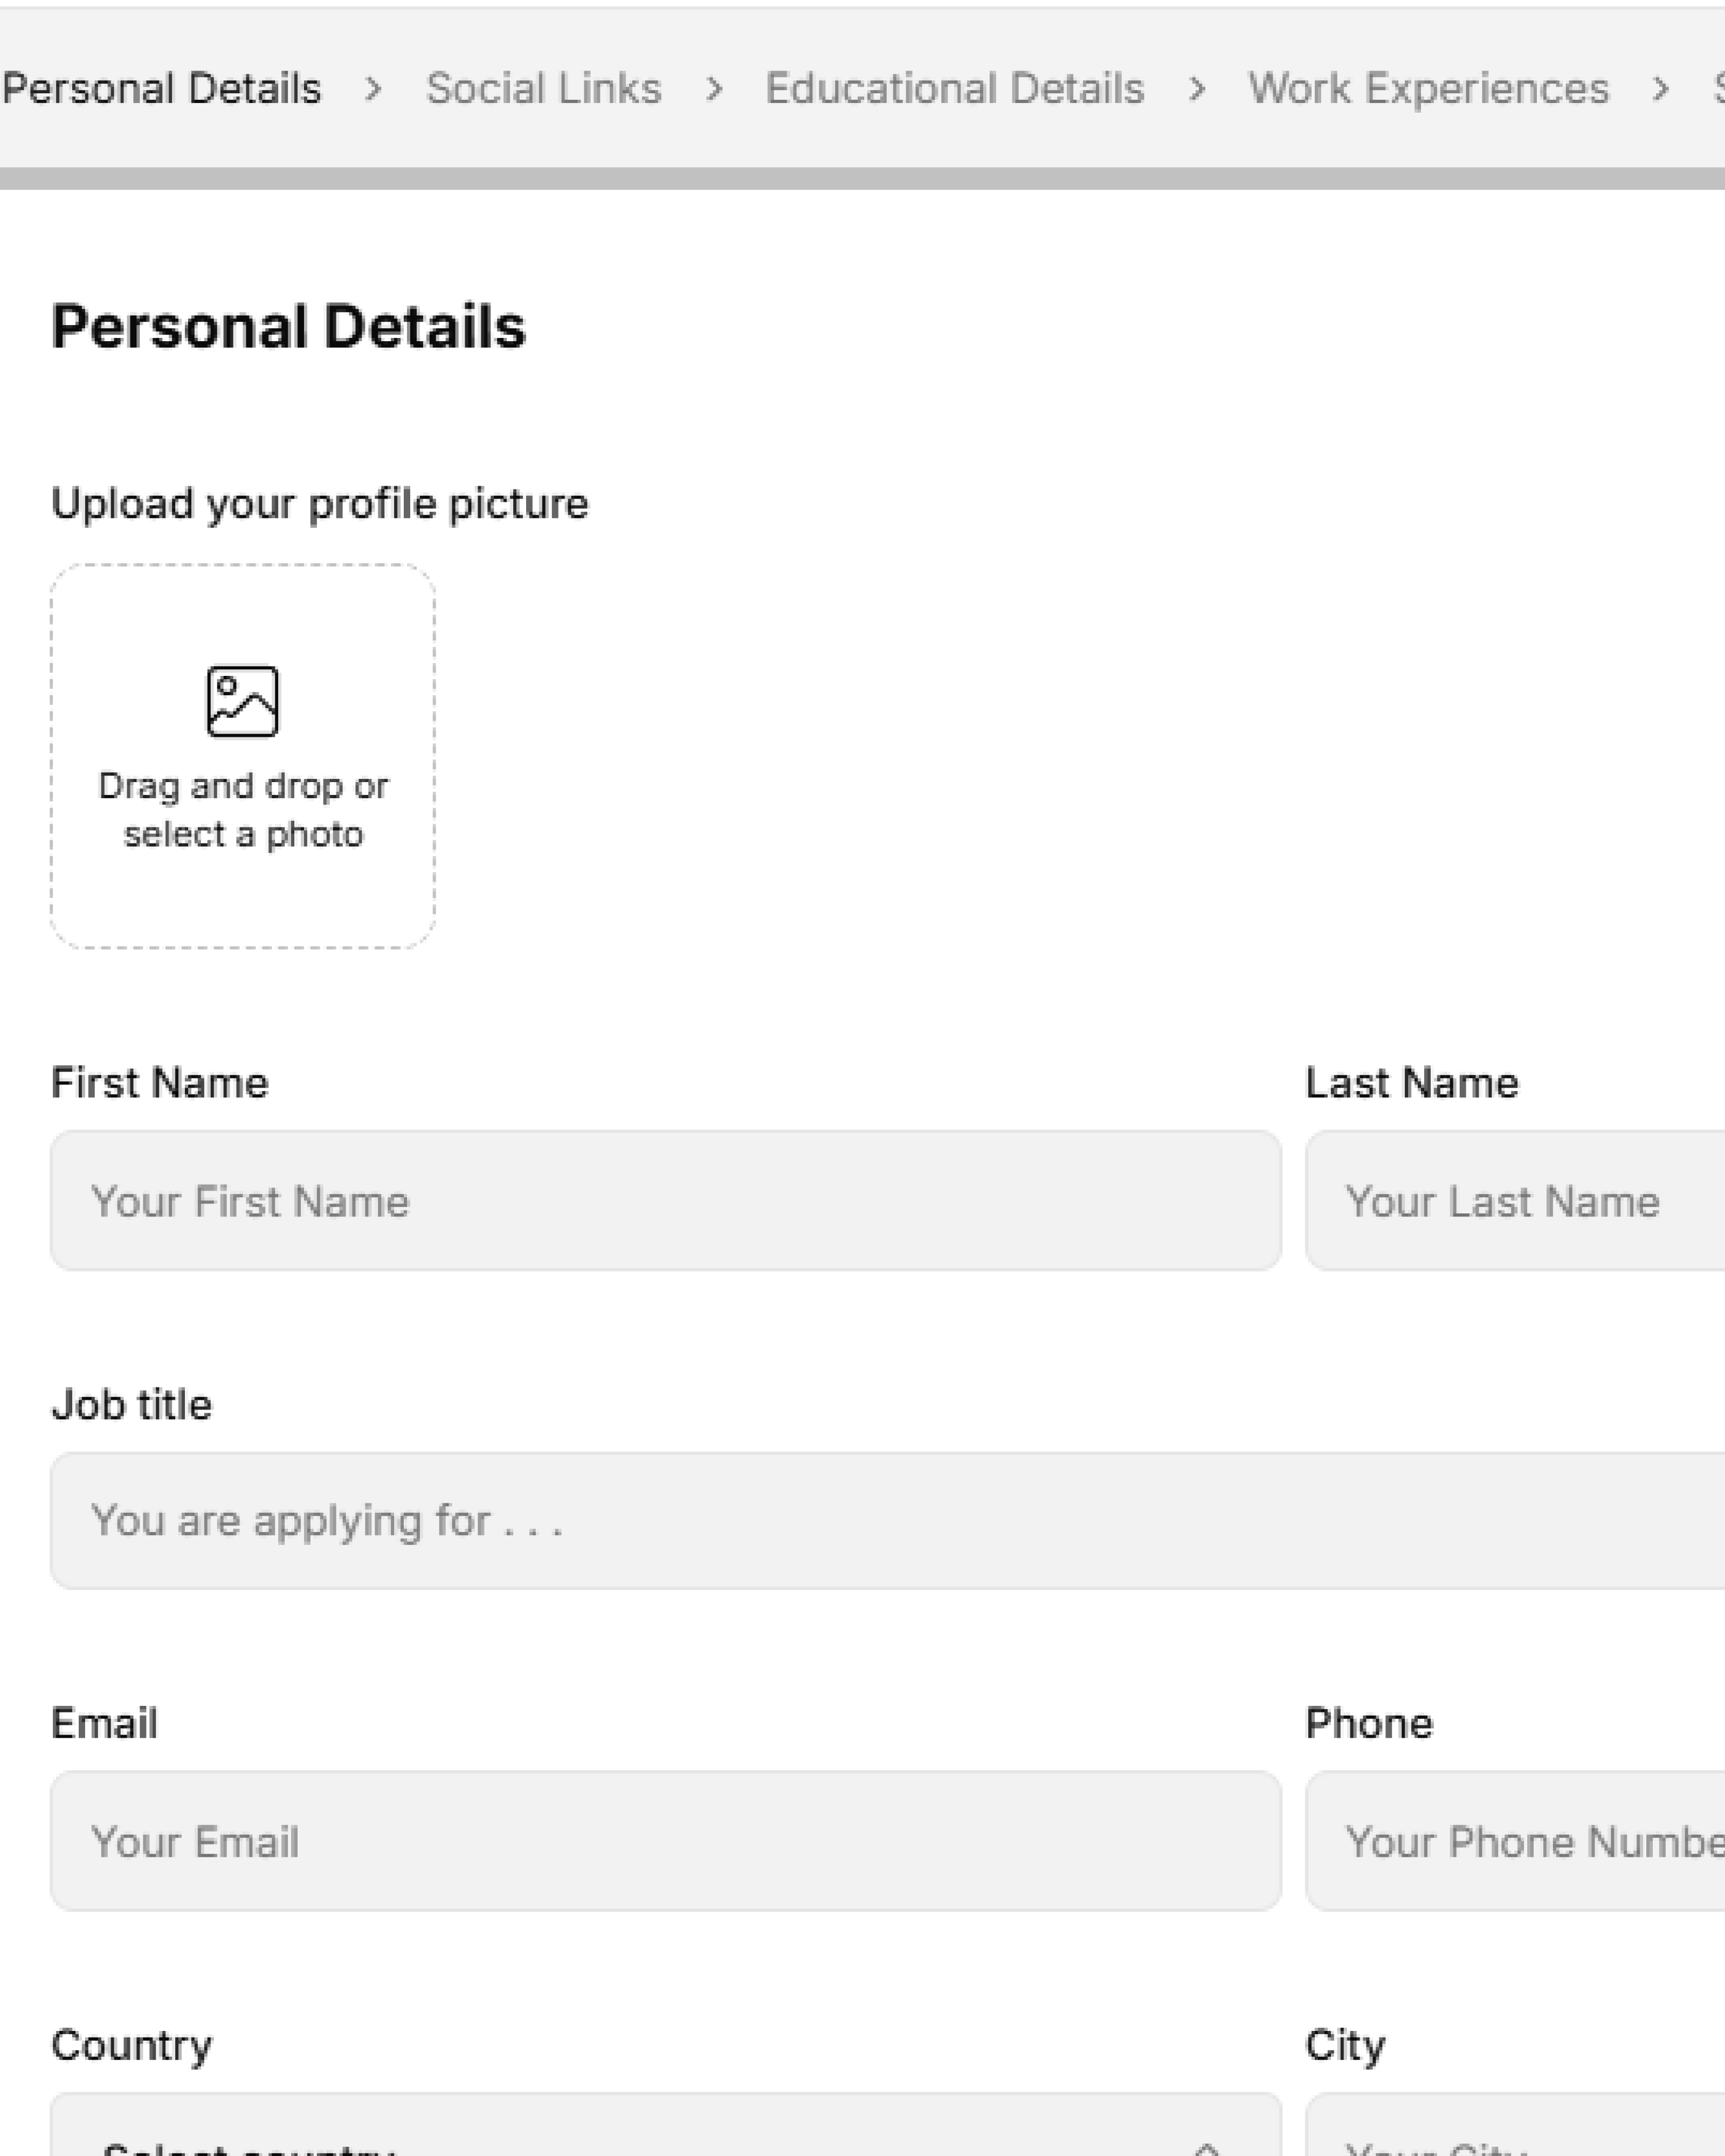 Personal Details > Social Links > Educational Details > Work Experiences >
Personal Details
Upload your profile picture
Drag and drop or
select a photo
First Name Last Name
Your First Name Your Last Name
Job title
You are applying for . . .
Email Phone
Your Email Your Phone Numbe
Country City
Select country Your City